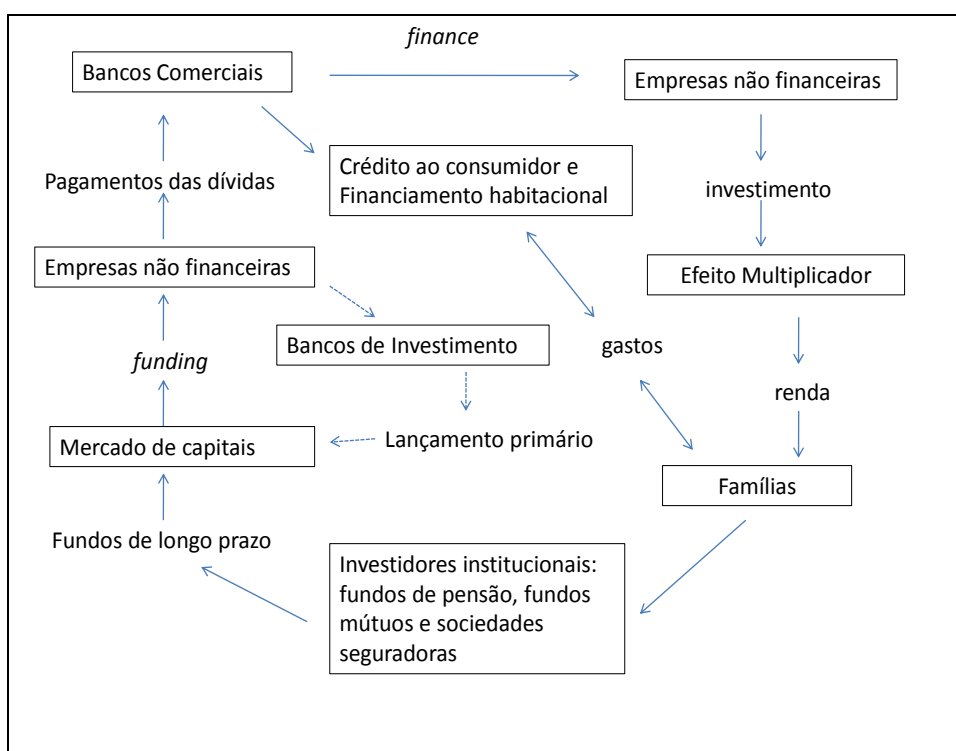 finance
Bancos Comerciais
Empresas não financeiras
Pagamentos das dívidas
Crédito ao consumidor e
Financiamento habitacional
investimento
Empresas não financeiras
Efeito Multiplicador
Bancos de Investimento
gastos
funding
renda
Mercado de capitais
Lançamento primário
Famílias
Fundos de longo prazo
Investidores institucionais:
fundos de pensão, fundos
mútuos e sociedades
seguradoras